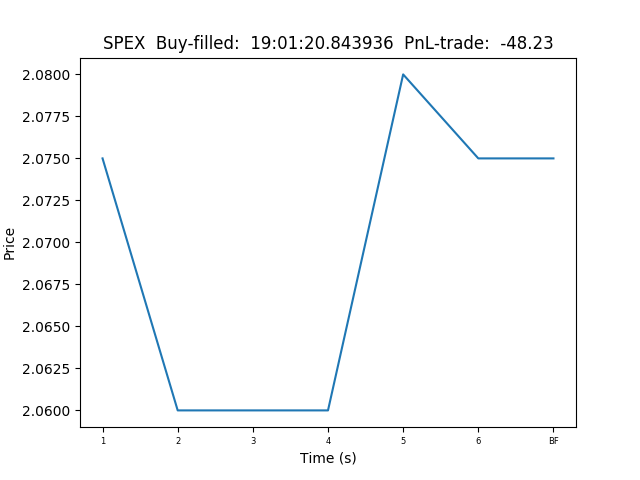 SPEX  Buy-filled:  19:01:20.843936  PnL-trade:  -48.23
2.0800
2.0775
2.0750
2.0725
2.0700
2.0675
2.0650
2.0625
2.0600
Price
1 2 3 4 5 6 BF
Time (s)